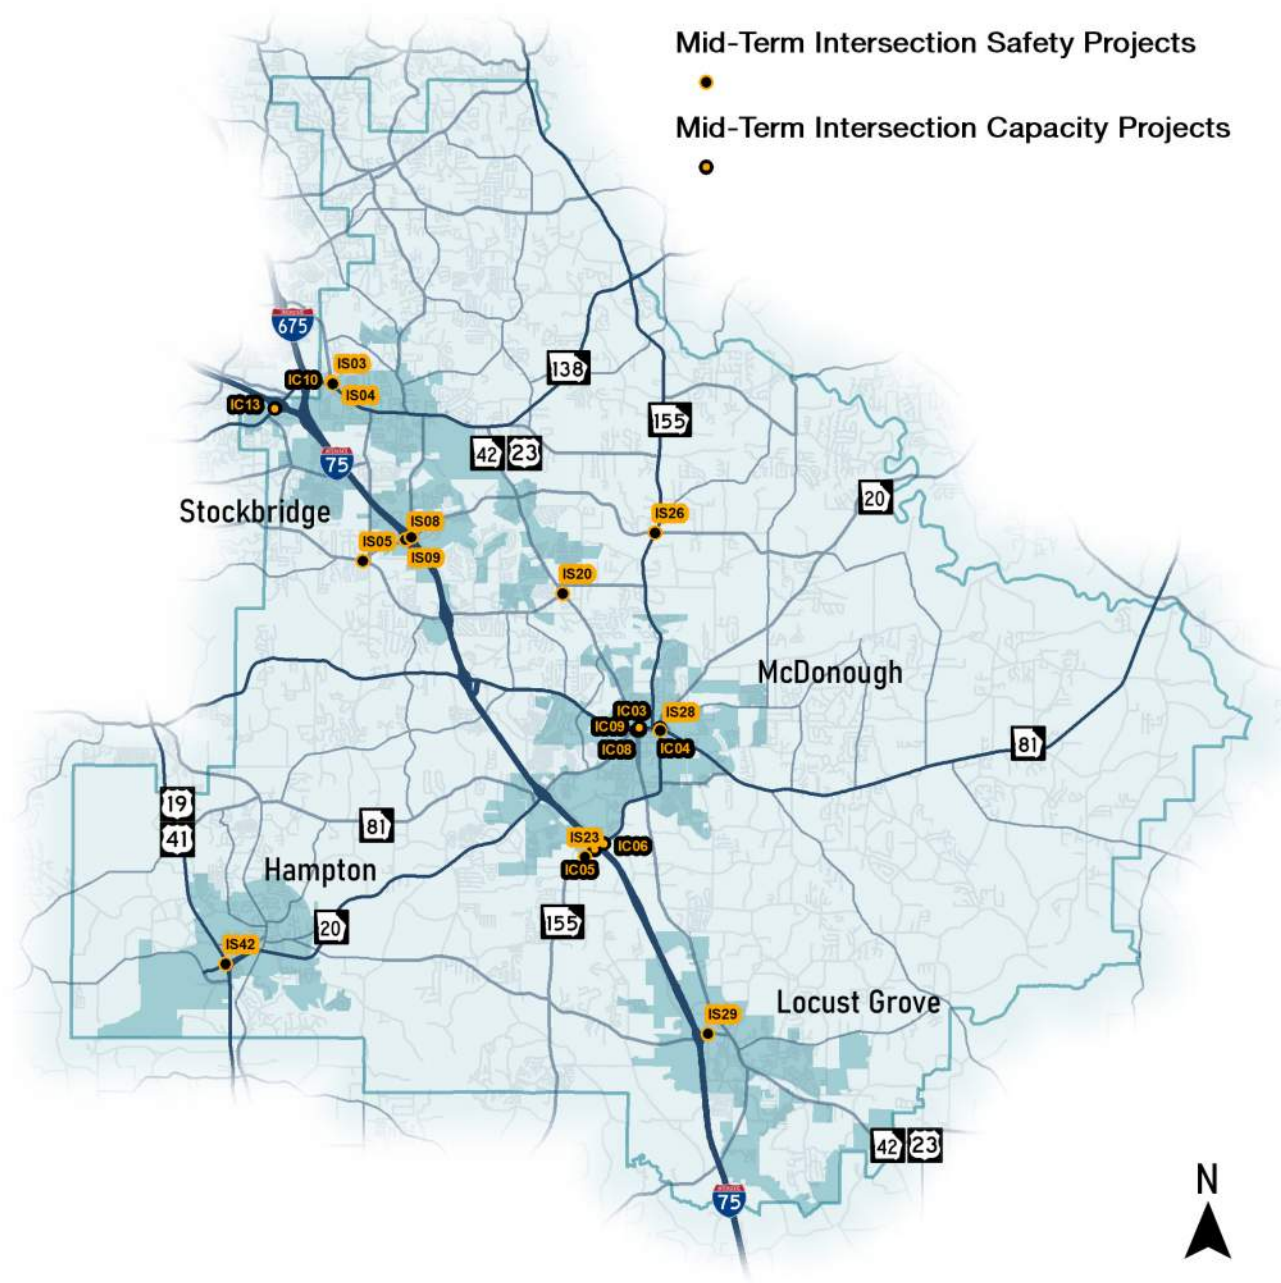 Mid-Term Intersection Safety Projects
Mid-Term Intersection Capacity Projects
675
IS03
IC10
IS04
138
IC13
155
42 23
75
20
Stockbridge
IS08
IS26
IS05
IS09
IS20
McDonough
IC03
IS28
IC09
IC08
IC04
81
19
81
41
IS23
IC06
Hampton
IC05
155
20
IS42
Locust Grove
IS29
42 23
N
75